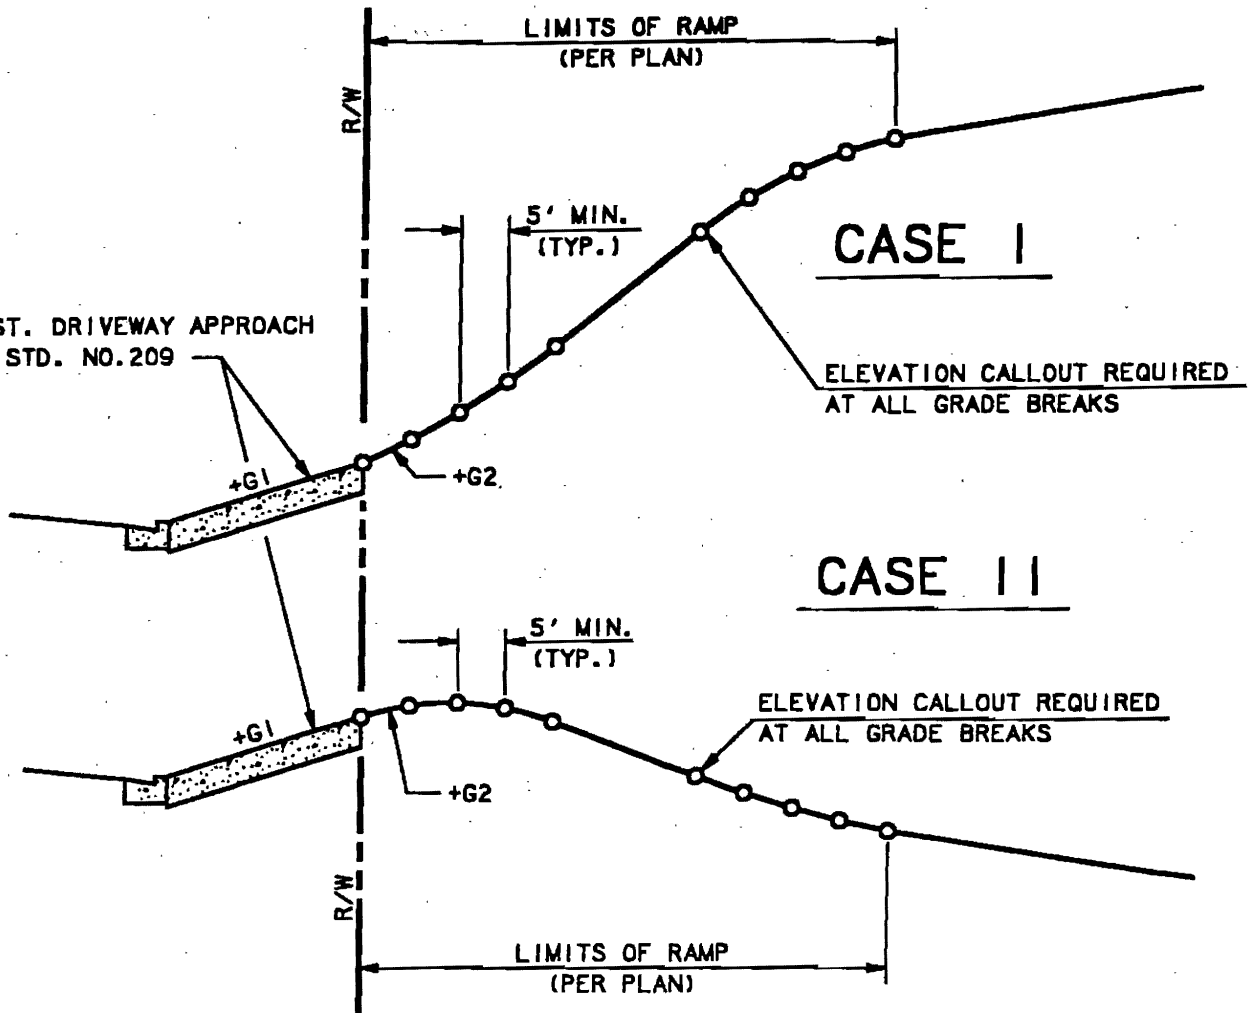 LIMITS OF RAMP
(PER PLAN)
R/W
5' MIN.
(TYP.)
CASE I
ST. DRIVEWAY APPROACH
STD. NO.209
ELEVATION CALLOUT REQUIRED
AT ALL GRADE BREAKS
+G1
+G2
CASE II
5' MIN.
(TYP.)
ELEVATION CALLOUT REQUIRED
AT ALL GRADE BREAKS
+G1
+G2
R/W
LIMITS OF RAMP
(PER PLAN)